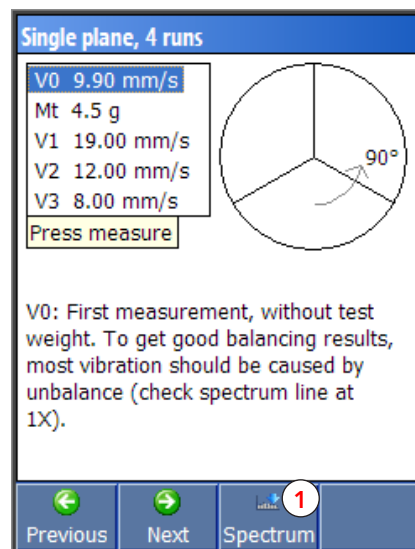 Single plane, 4 runs
V0 9.90 mm/s
Mt 4.5 g
V1 19.00 mm/s
V2 12.00 mm/s
V3 8.00 mm/s
Press measure
90°
V0: First measurement, without test
weight. To get good balancing results,
most vibration should be caused by
unbalance (check spectrum line at
1X).
1
Previous Next Spectrum